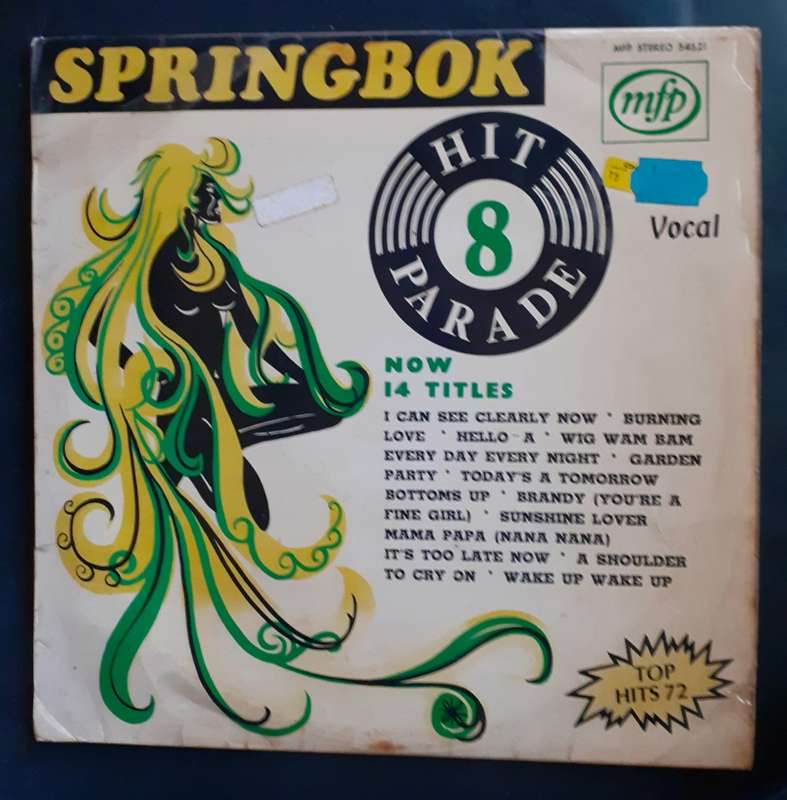 SPRINGBOK
MFP STEREO 54521
mfp
HIT
8
PARADE
72
Vocal
NOW
14 TITLES
I CAN SEE CLEARLY NOW * BURNING
LOVE * HELLO - A * WIG WAM BAM
EVERY DAY EVERY NIGHT * GARDEN
PARTY * TODAY'S A TOMORROW
BOTTOMS UP * BRANDY (YOU'RE A
FINE GIRL) * SUNSHINE LOVER
MAMA PAPA (NANA NANA)
IT'S TOO LATE NOW * A SHOULDER
TO CRY ON * WAKE UP WAKE UP
TOP
HITS 72